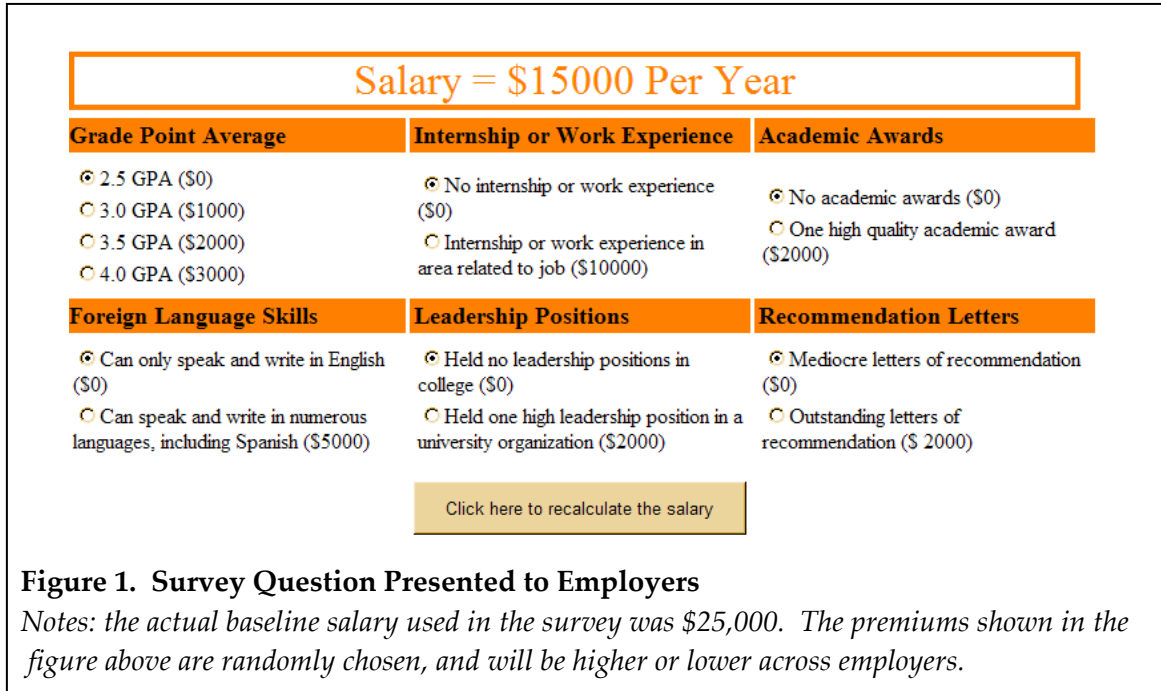 Salary = $15000 Per Year
Grade Point Average
2.5 GPA ($0)
3.0 GPA ($1000)
3.5 GPA ($2000)
4.0 GPA ($3000)
Internship or Work Experience
No internship or work experience
($0)
Internship or work experience in
area related to job ($10000)
Academic Awards
No academic awards ($0)
One high quality academic award
($2000)
Foreign Language Skills
Can only speak and write in English
($0)
Can speak and write in numerous
languages, including Spanish ($5000)
Leadership Positions
Held no leadership positions in
college ($0)
Held one high leadership position in a
university organization ($2000)
Recommendation Letters
Mediocre letters of recommendation
($0)
Outstanding letters of
recommendation ($ 2000)
Click here to recalculate the salary
Figure 1. Survey Question Presented to Employers
Notes: the actual baseline salary used in the survey was $25,000. The premiums shown in the
figure above are randomly chosen, and will be higher or lower across employers.